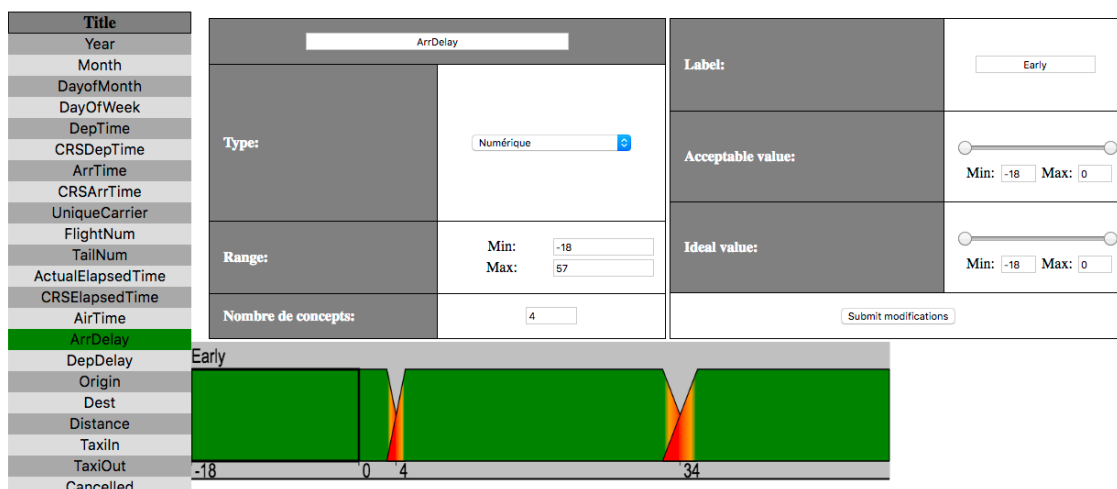 Title
Year
Month
DayofMonth
DayOfWeek
DepTime
CRSDepTime
ArrTime
CRSArrTime
UniqueCarrier
FlightNum
TailNum
ActualElapsedTime
CRSElapsedTime
AirTime
ArrDelay
DepDelay
Origin
Dest
Distance
TaxiIn
TaxiOut
Cancelled
ArrDelay
Type: Numérique
Range: Min: -18
Max: 57
Nombre de concepts: 4
Label: Early
Acceptable value: Min: -18 Max: 0
Ideal value: Min: -18 Max: 0
Submit modifications
Early
-18 0 4 34